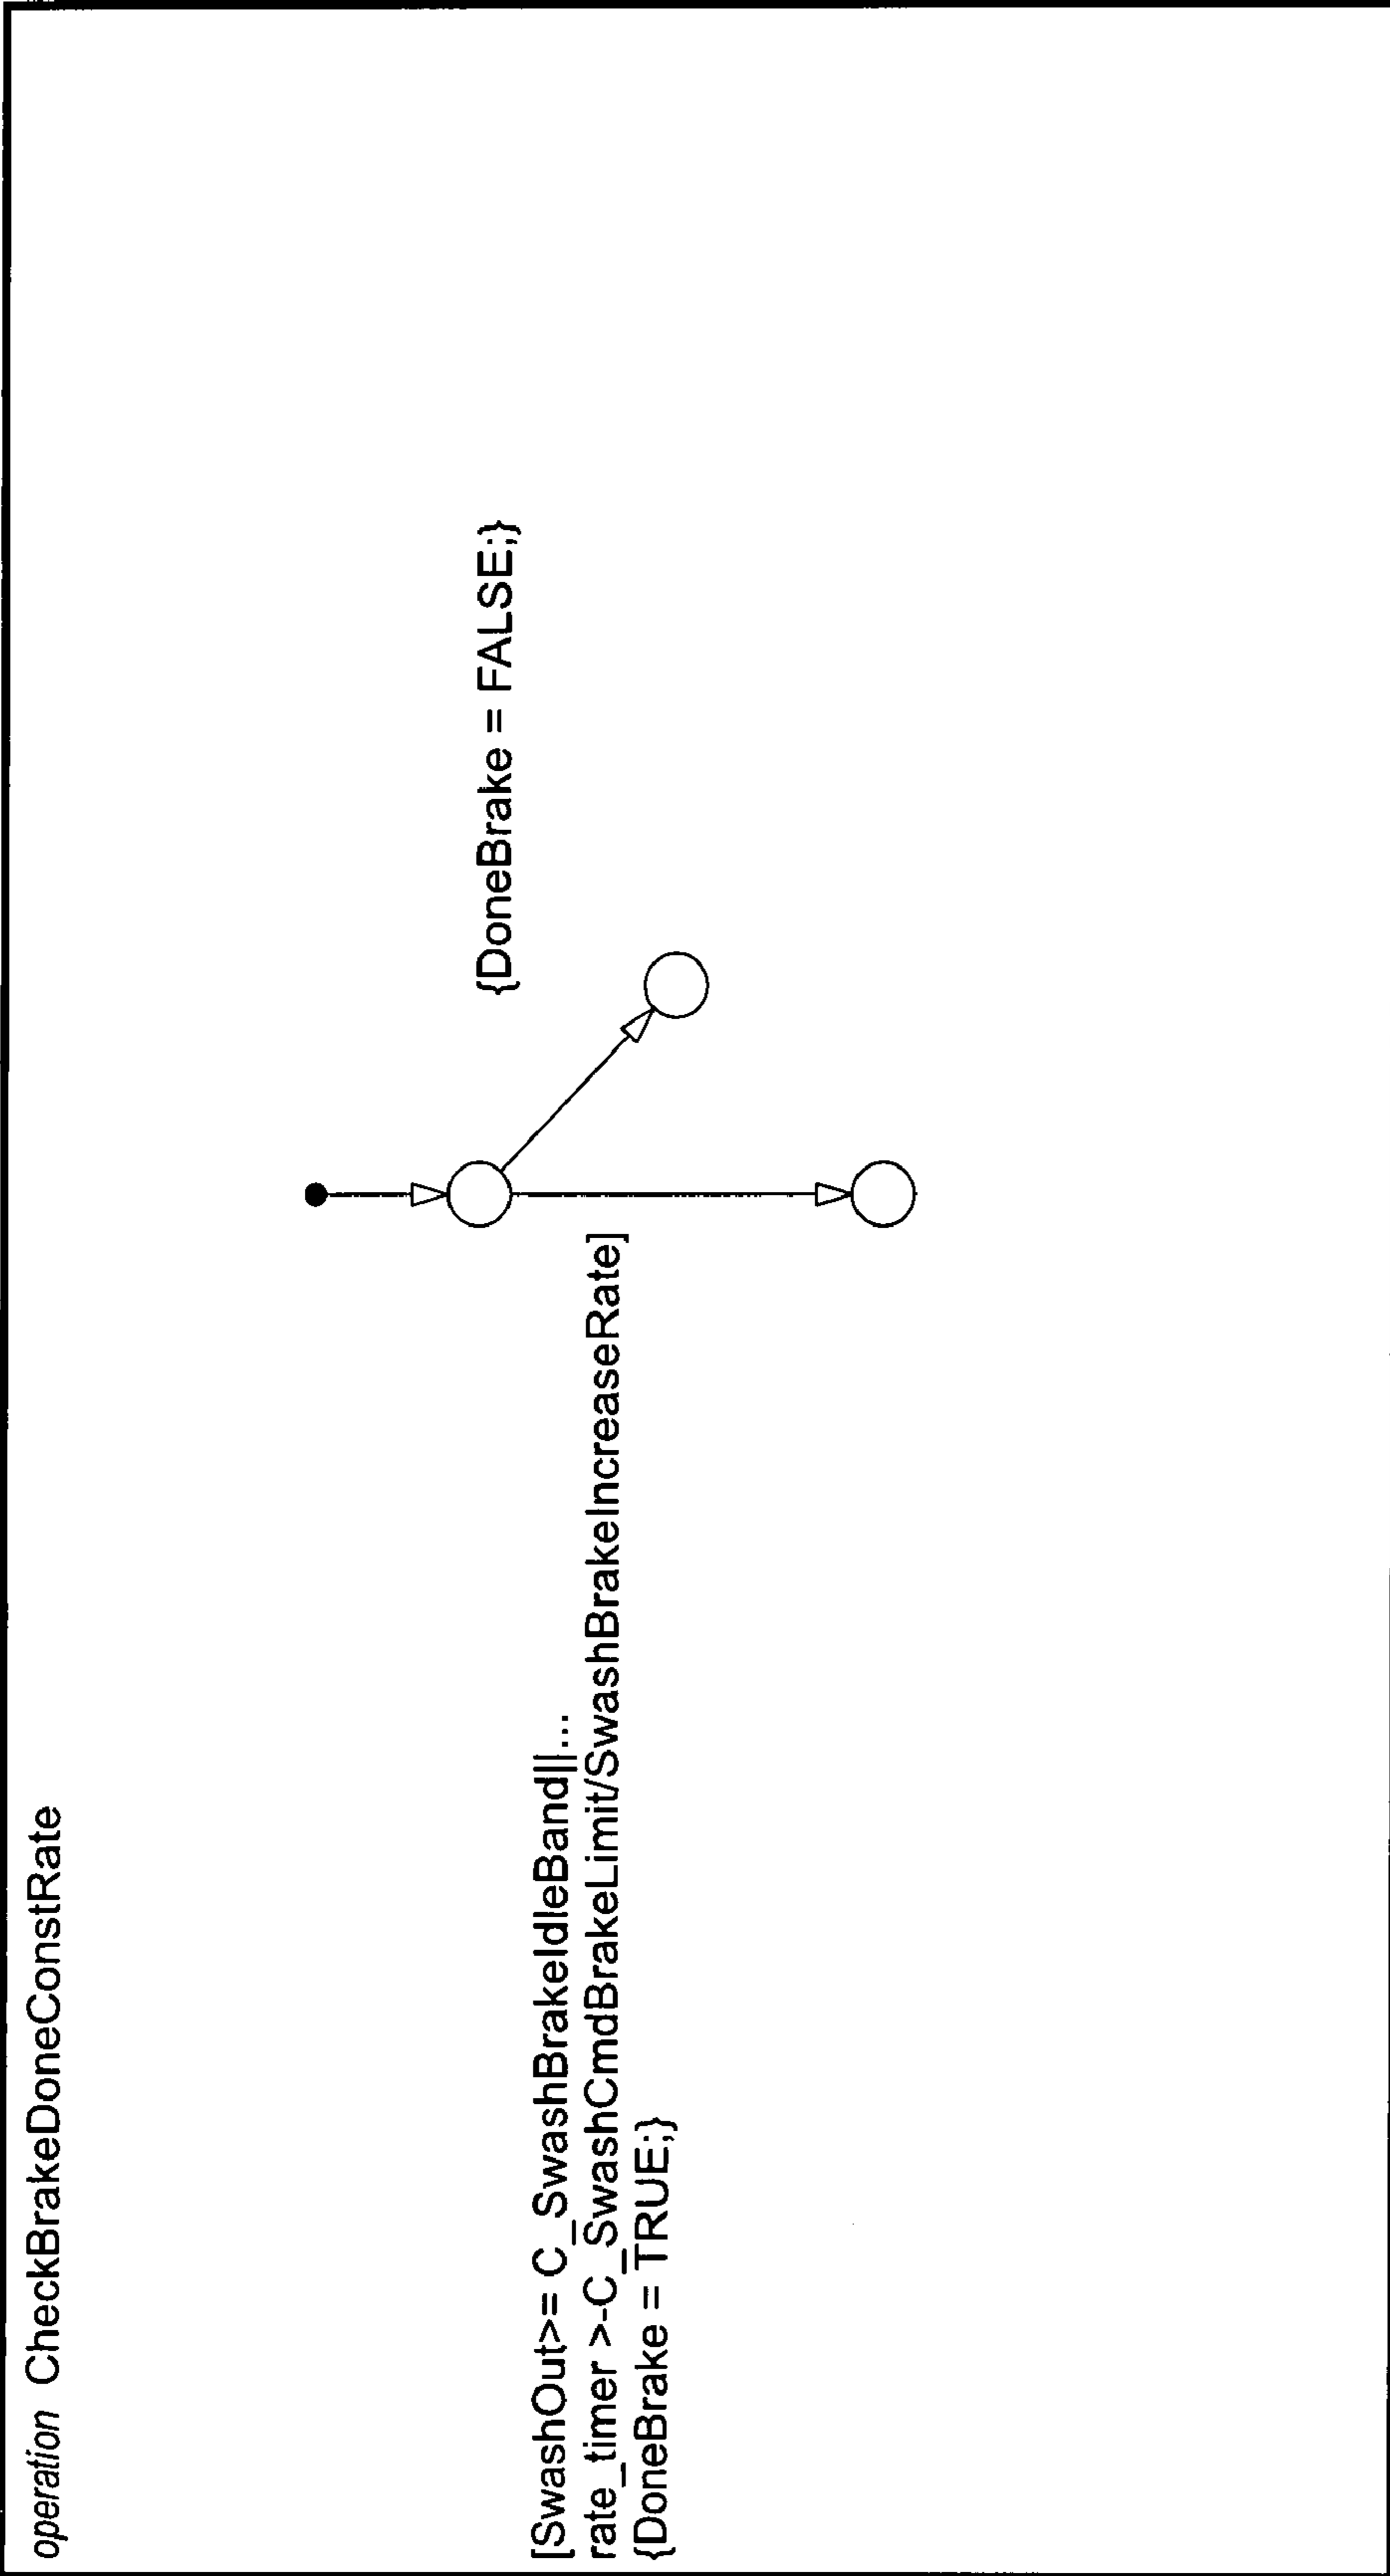 operation CheckBrakeDoneConstRate
{DoneBrake = FALSE;}
[SwashOut>= C_SwashBrakeIdleBand||...
rate_timer >-C_SwashCmdBrakeLimit/SwashBrakeIncreaseRate]
{DoneBrake = TRUE;}